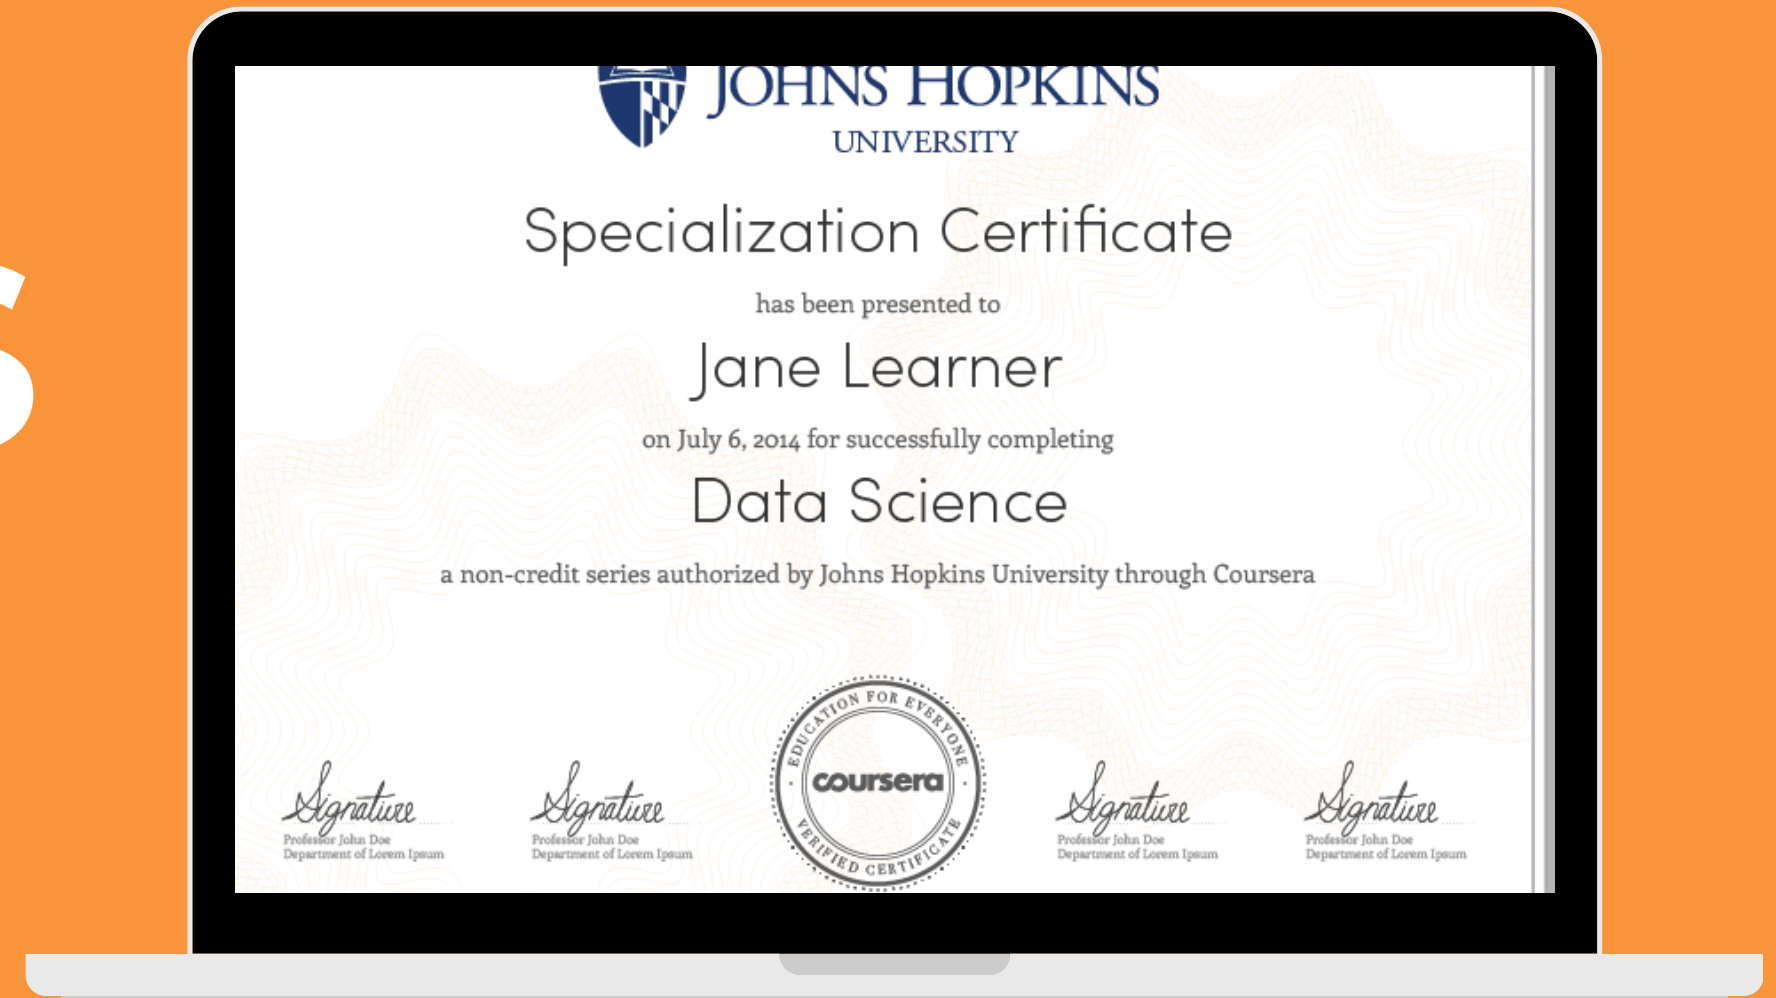 S
JOHNS HOPKINS
UNIVERSITY
Specialization Certificate
has been presented to
Jane Learner
on July 6, 2014 for successfully completing
Data Science
a non-credit series authorized by Johns Hopkins University through Coursera
EDUCATION FOR EVERYONE
coursera
VERIFIED CERTIFICATE
Signature
Professor John Doe
Department of Lorem Ipsum
Signature
Professor John Doe
Department of Lorem Ipsum
Signature
Professor John Doe
Department of Lorem Ipsum
Signature
Professor John Doe
Department of Lorem Ipsum